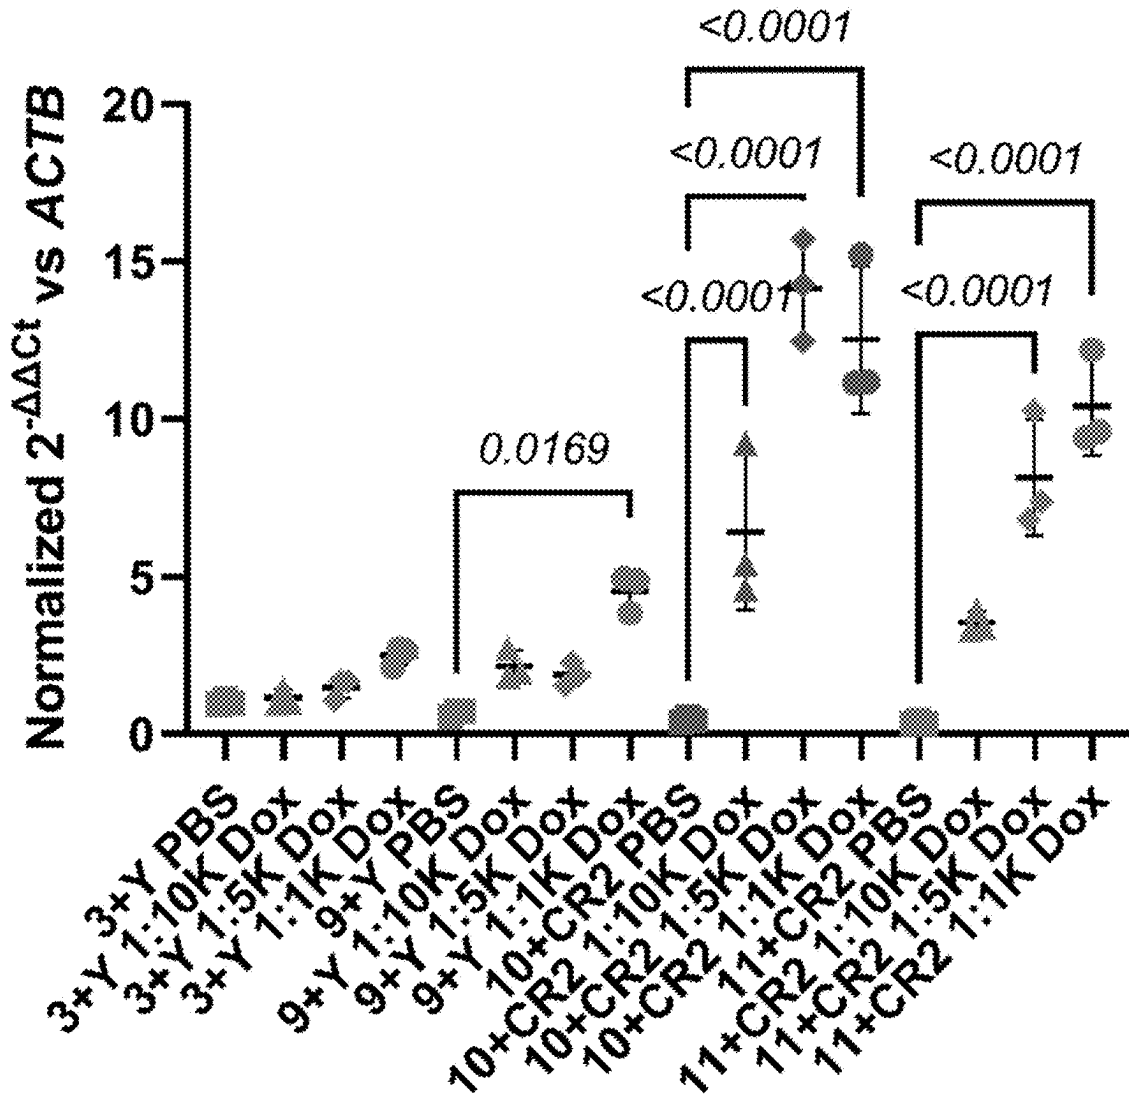 <0.0001
20
<0.0001
<0.0001
15
<0.0001
<0.0001
10
0.0169
5
0
Normalized 2^-ΔΔCt vs ACTB
3+Y PBS
3+Y 1:10K Dox
3+Y 1:5K Dox
3+Y 1:1K Dox
9+Y PBS
9+Y 1:10K Dox
9+Y 1:5K Dox
9+Y 1:1K Dox
10+CR2 PBS
10+CR2 1:10K Dox
10+CR2 1:5K Dox
10+CR2 1:1K Dox
11+CR2 PBS
11+CR2 1:10K Dox
11+CR2 1:5K Dox
11+CR2 1:1K Dox